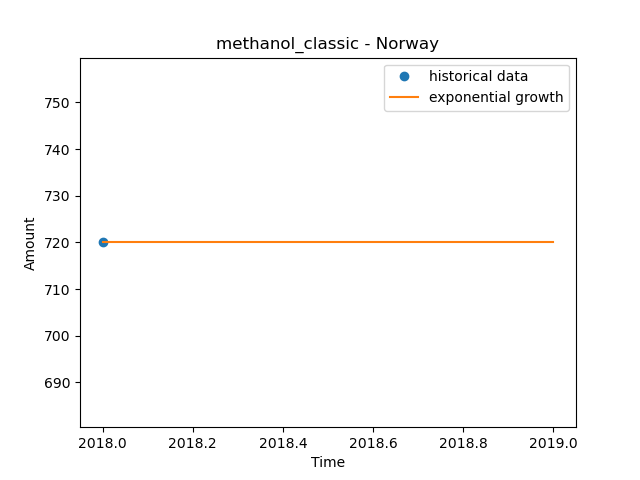 methanol_classic - Norway
historical data
exponential growth
750
740
730
720
710
700
690
Amount
2018.0 2018.2 2018.4 2018.6 2018.8 2019.0
Time